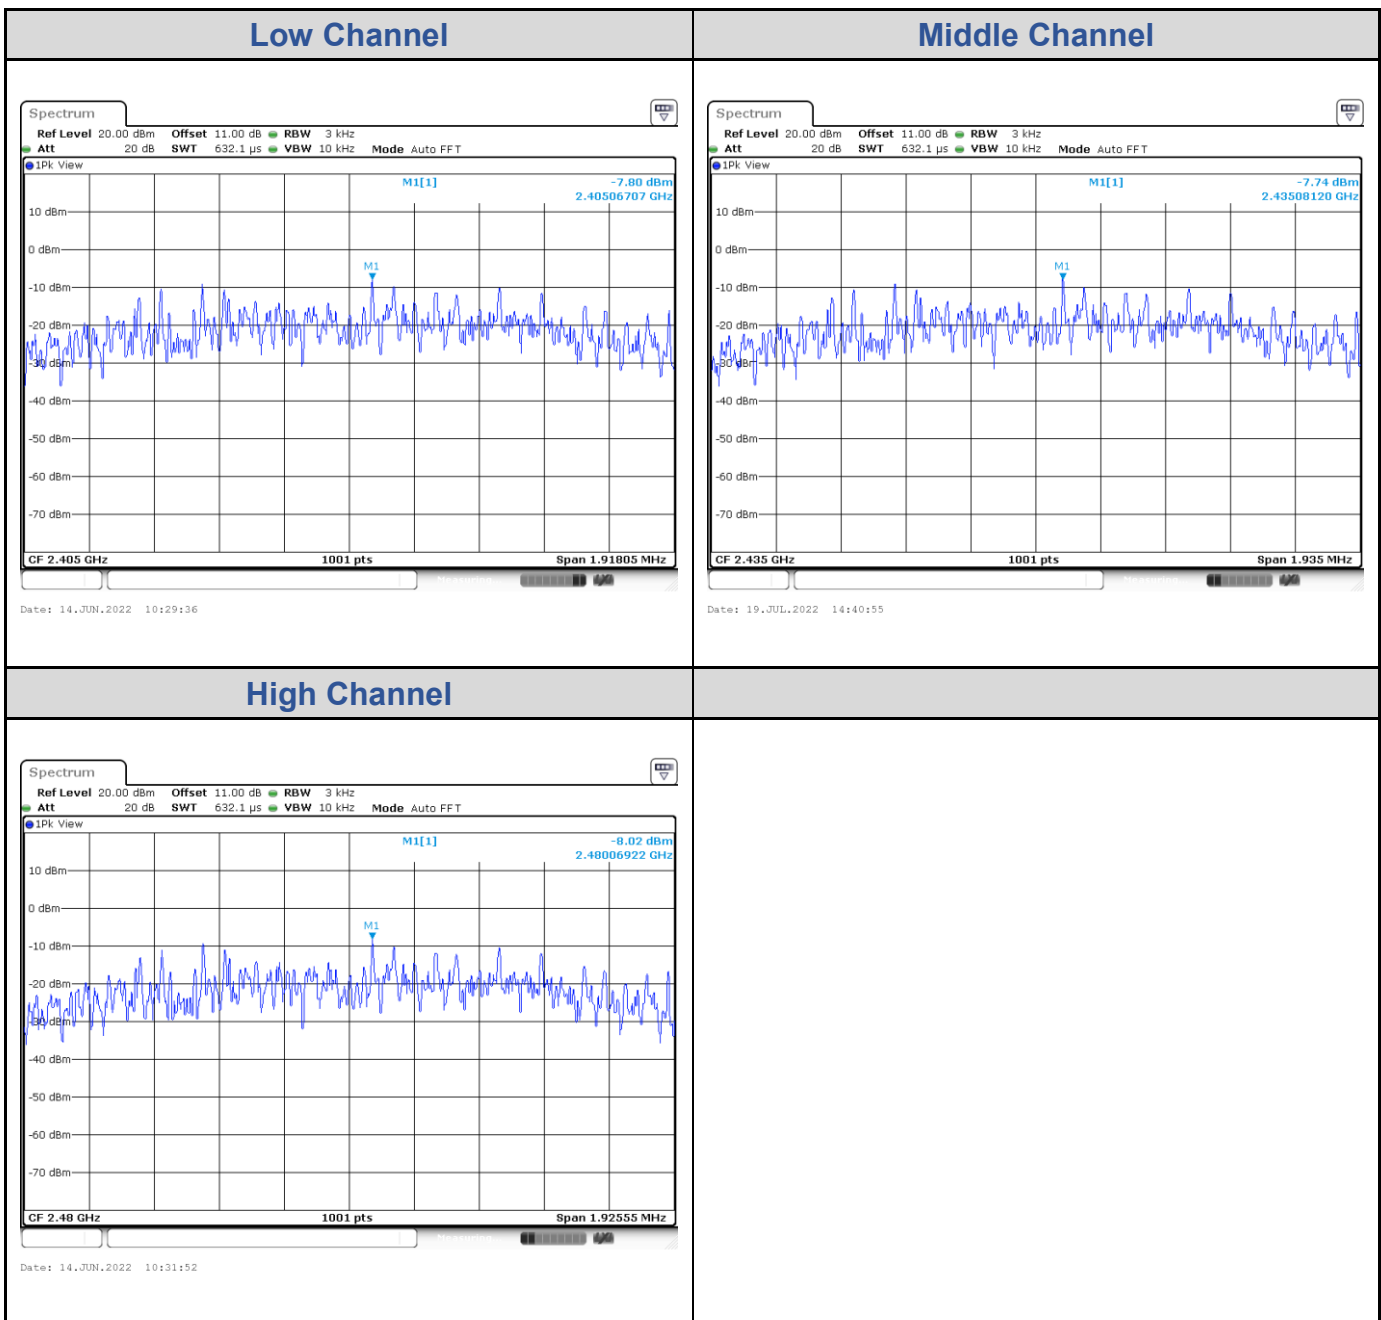 Low Channel
Middle Channel
Spectrum
Ref Level 20.00 dBm Offset 11.00 dB RBW 3 kHz
Att 20 dB SWT 632.1 µs VBW 10 kHz Mode Auto FFT
1Pk View
M1[1] -7.80 dBm
2.40506707 GHz
10 dBm
0 dBm
M1
-10 dBm
-20 dBm
-30 dBm
-40 dBm
-50 dBm
-60 dBm
-70 dBm
CF 2.405 GHz 1001 pts Span 1.91805 MHz
Measuring
Date: 14.JUN.2022 10:29:36
Spectrum
Ref Level 20.00 dBm Offset 11.00 dB RBW 3 kHz
Att 20 dB SWT 632.1 µs VBW 10 kHz Mode Auto FFT
1Pk View
M1[1] -7.74 dBm
2.43508120 GHz
10 dBm
0 dBm
M1
-10 dBm
-20 dBm
-30 dBm
-40 dBm
-50 dBm
-60 dBm
-70 dBm
CF 2.435 GHz 1001 pts Span 1.935 MHz
Measuring
Date: 19.JUL.2022 14:40:55
High Channel
Spectrum
Ref Level 20.00 dBm Offset 11.00 dB RBW 3 kHz
Att 20 dB SWT 632.1 µs VBW 10 kHz Mode Auto FFT
1Pk View
M1[1] -8.02 dBm
2.48006922 GHz
10 dBm
0 dBm
M1
-10 dBm
-20 dBm
-30 dBm
-40 dBm
-50 dBm
-60 dBm
-70 dBm
CF 2.48 GHz 1001 pts Span 1.92555 MHz
Measuring
Date: 14.JUN.2022 10:31:52